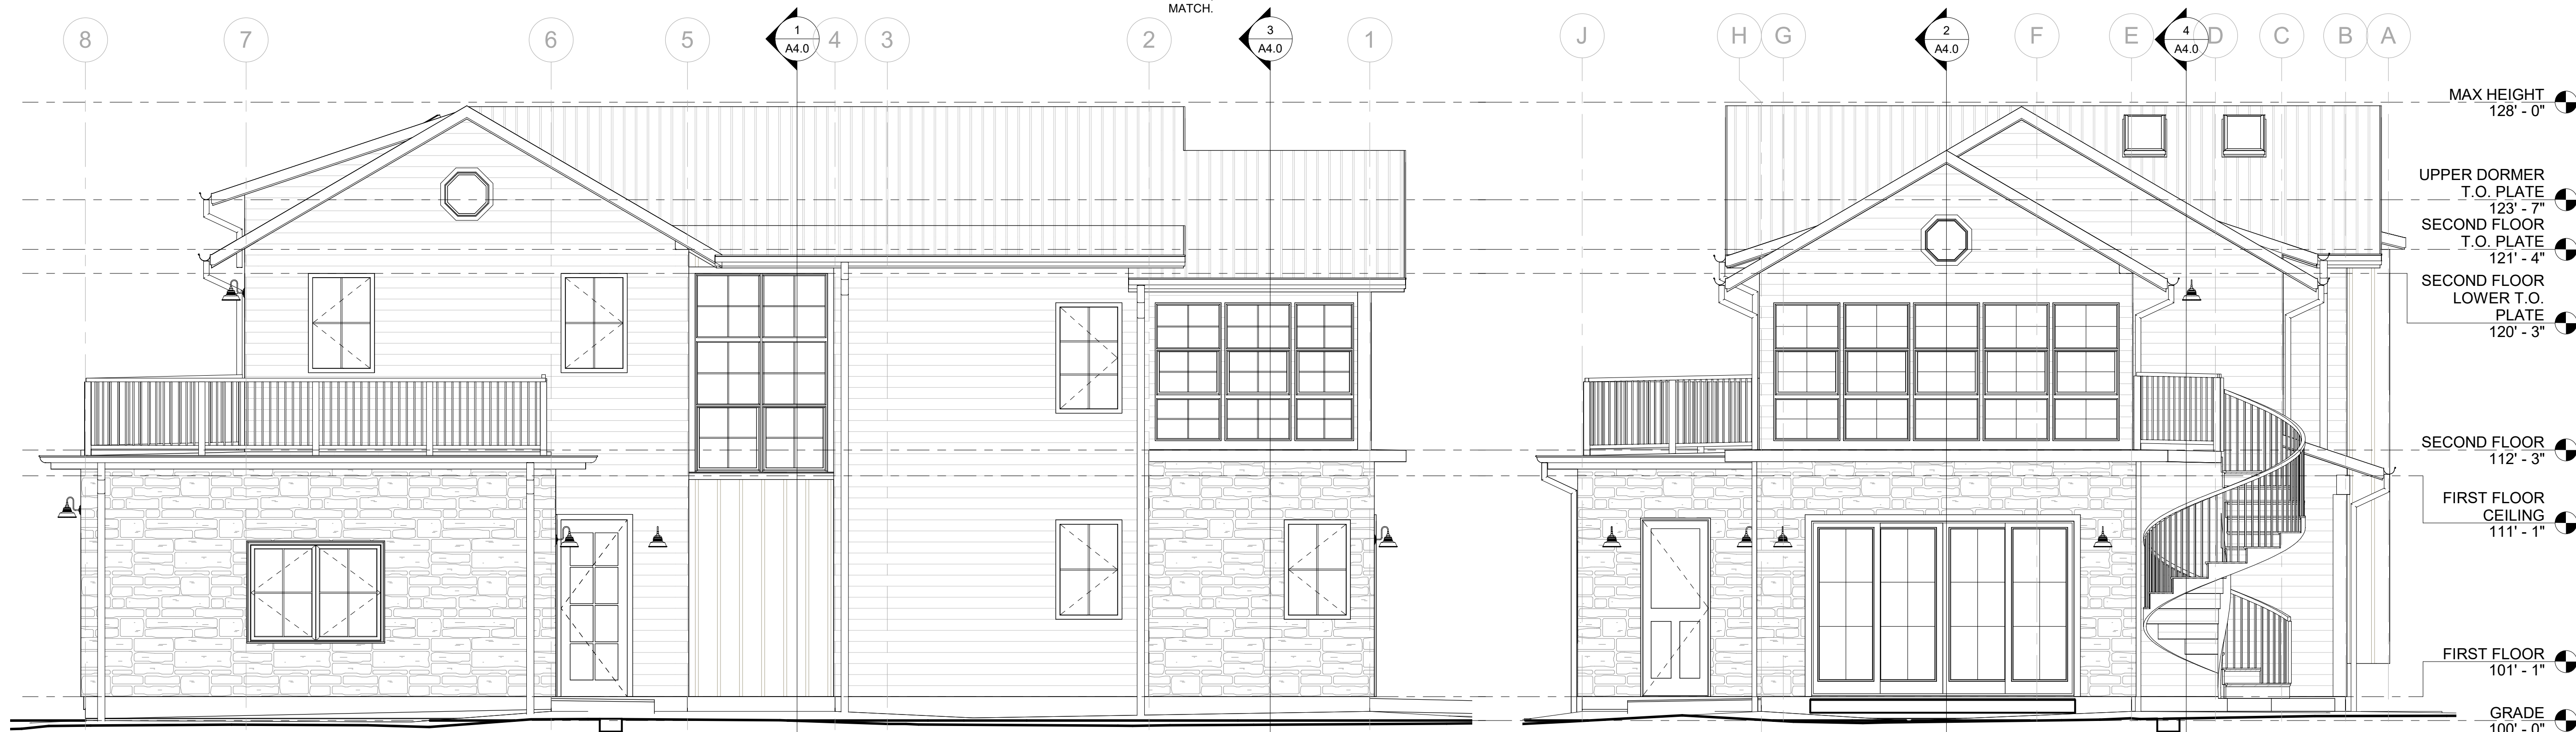 MATCH.
8
7
6
5
1
A4.0
4
3
2
3
A4.0
1
J
H
G
2
A4.0
F
E
4
A4.0
D
C
B
A
MAX HEIGHT
128' - 0"
UPPER DORMER
T.O. PLATE
123' - 7"
SECOND FLOOR
T.O. PLATE
121' - 4"
SECOND FLOOR
LOWER T.O.
PLATE
120' - 3"
SECOND FLOOR
112' - 3"
FIRST FLOOR
CEILING
111' - 1"
FIRST FLOOR
101' - 1"
GRADE
100' - 0"